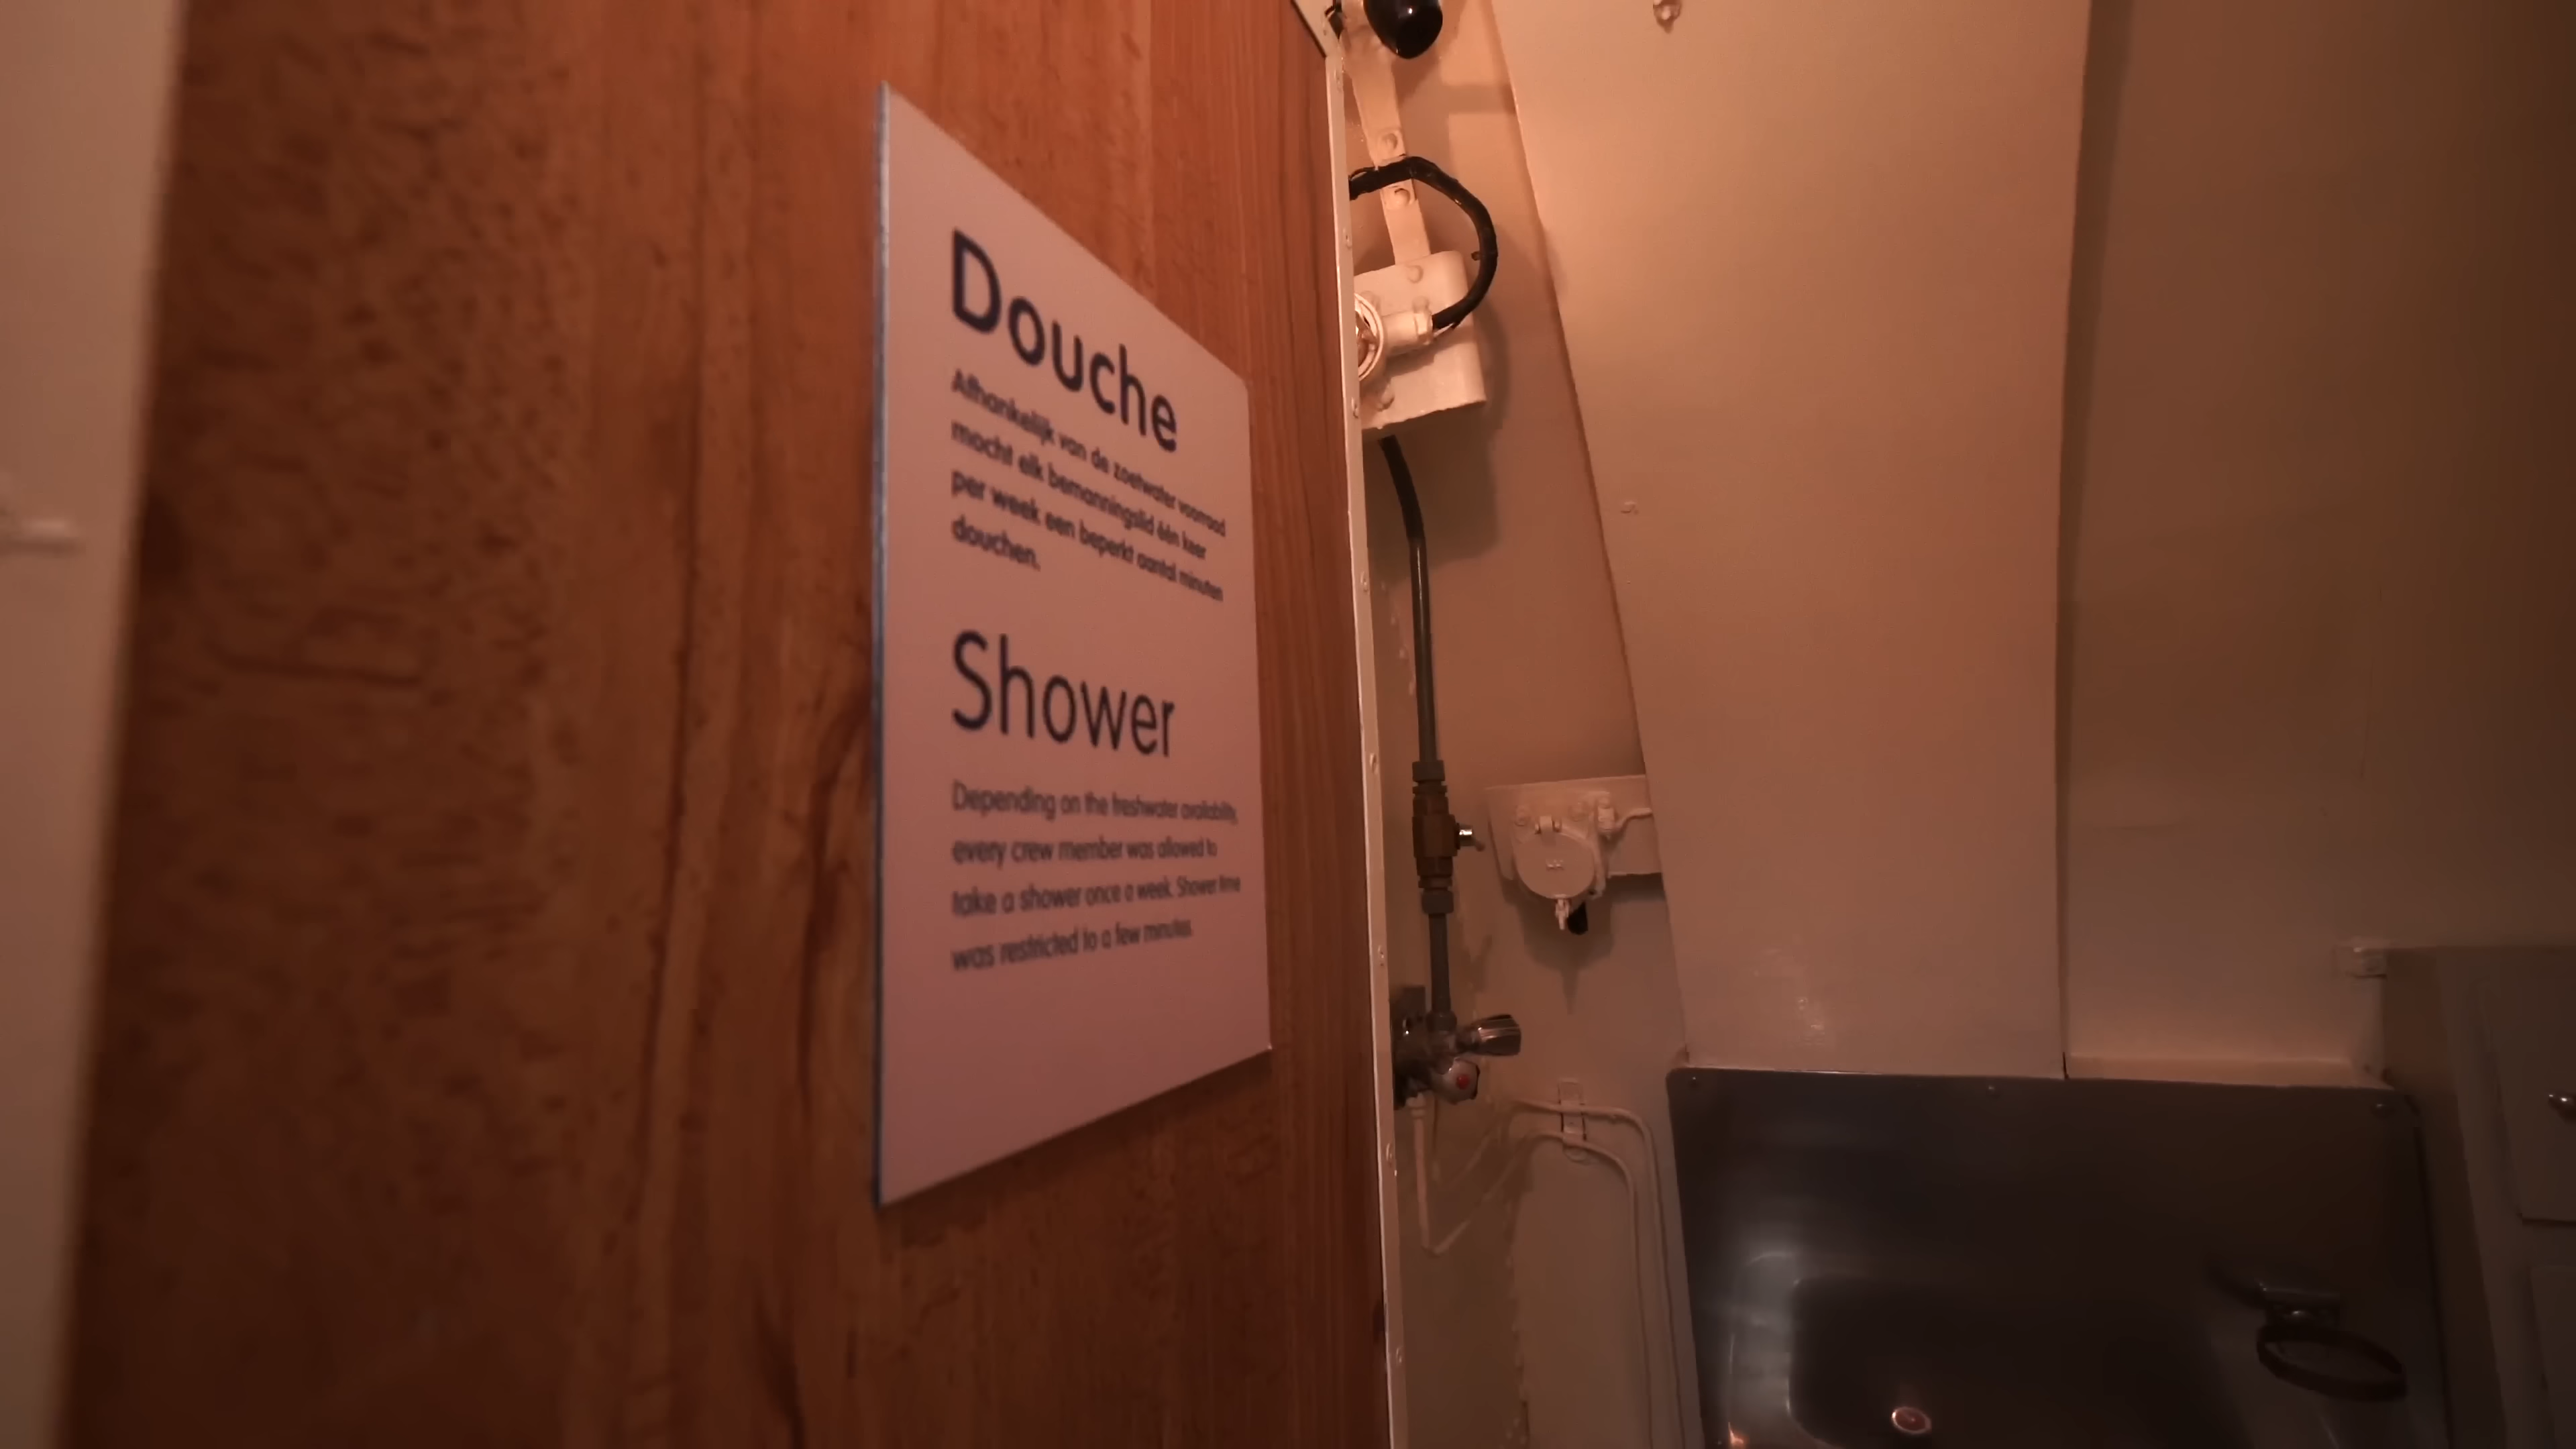 Douche
Afhankelijk van de zoetwater voorraad
mocht elk bemanningslid één keer
per week een beperkt aantal minuten
douchen.
Shower
Depending on the freshwater availability,
every crew member was allowed to
take a shower once a week. Shower time
was restricted to a few minutes.